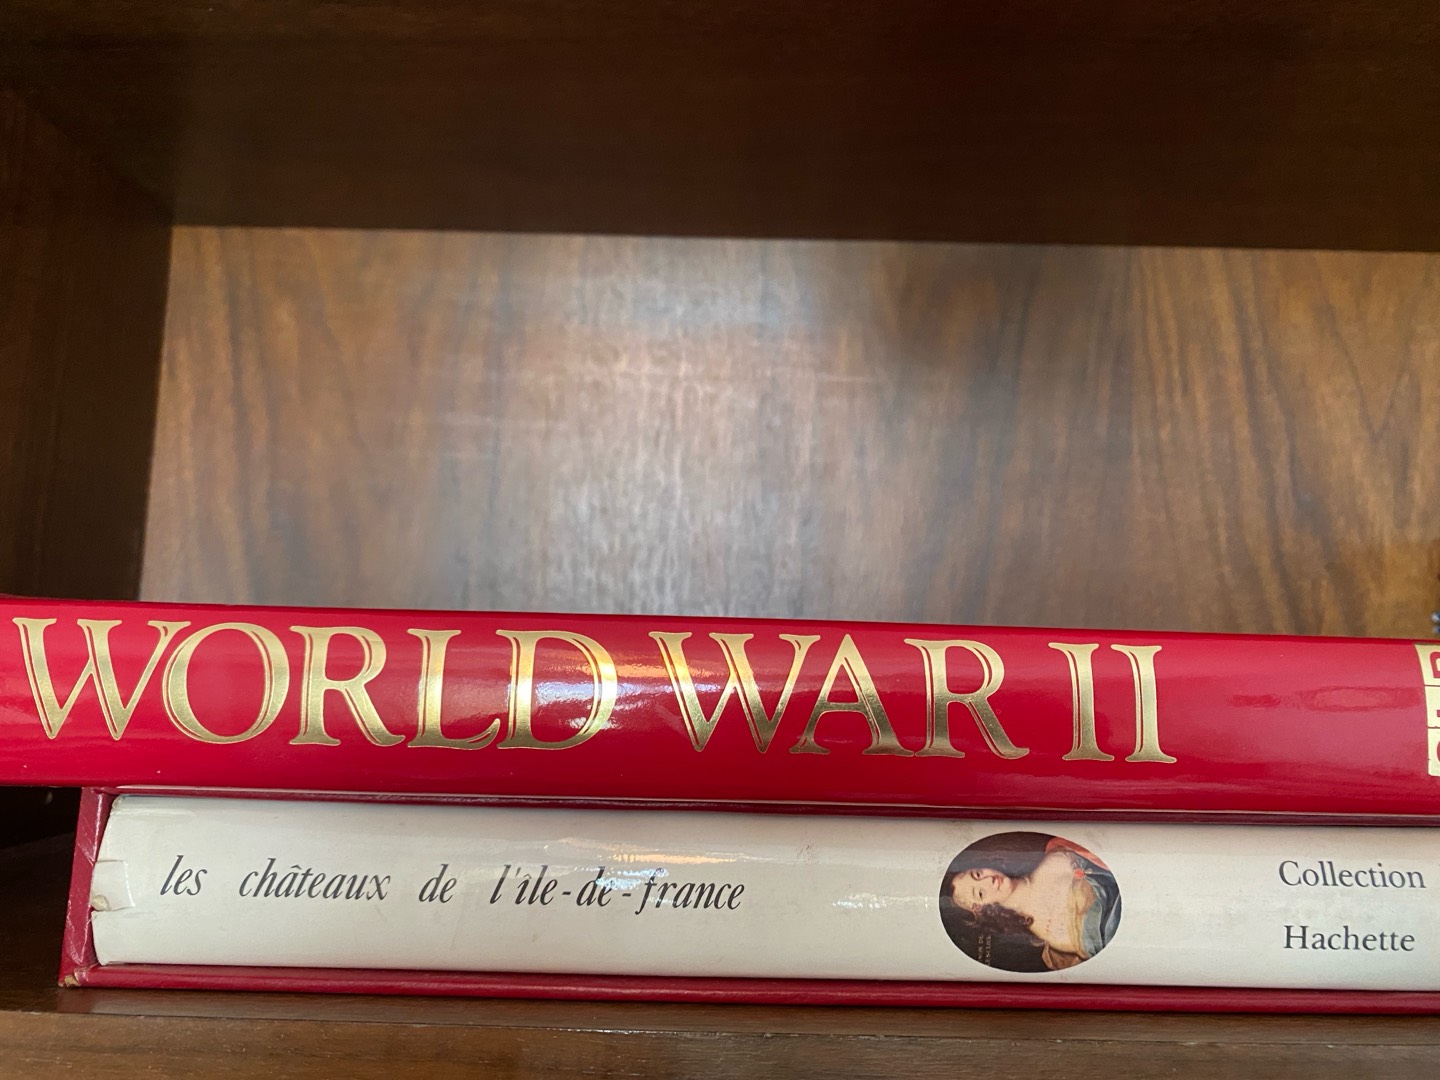 WORLD WAR II
les châteaux de l'île-de-france
Collection
Hachette